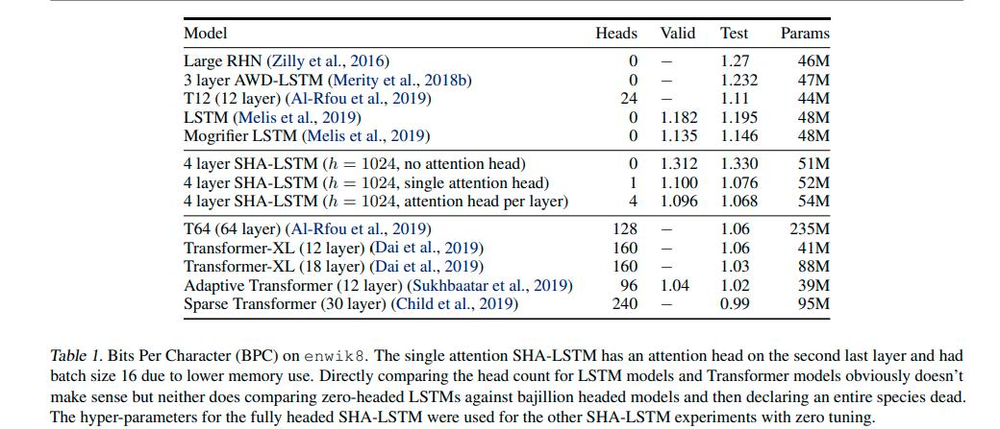 Model Heads Valid Test Params
Large RHN (Zilly et al., 2016) 0 – 1.27 46M
3 layer AWD-LSTM (Merity et al., 2018b) 0 – 1.232 47M
T12 (12 layer) (Al-Rfou et al., 2019) 24 – 1.11 44M
LSTM (Melis et al., 2019) 0 1.182 1.195 48M
Mogrifier LSTM (Melis et al., 2019) 0 1.135 1.146 48M
4 layer SHA-LSTM (h = 1024, no attention head) 0 1.312 1.330 51M
4 layer SHA-LSTM (h = 1024, single attention head) 1 1.100 1.076 52M
4 layer SHA-LSTM (h = 1024, attention head per layer) 4 1.096 1.068 54M
T64 (64 layer) (Al-Rfou et al., 2019) 128 – 1.06 235M
Transformer-XL (12 layer) (Dai et al., 2019) 160 – 1.06 41M
Transformer-XL (18 layer) (Dai et al., 2019) 160 – 1.03 88M
Adaptive Transformer (12 layer) (Sukhbaatar et al., 2019) 96 1.04 1.02 39M
Sparse Transformer (30 layer) (Child et al., 2019) 240 – 0.99 95M
Table 1. Bits Per Character (BPC) on enwik8. The single attention SHA-LSTM has an attention head on the second last layer and had
batch size 16 due to lower memory use. Directly comparing the head count for LSTM models and Transformer models obviously doesn't
make sense but neither does comparing zero-headed LSTMs against bajillion headed models and then declaring an entire species dead.
The hyper-parameters for the fully headed SHA-LSTM were used for the other SHA-LSTM experiments with zero tuning.